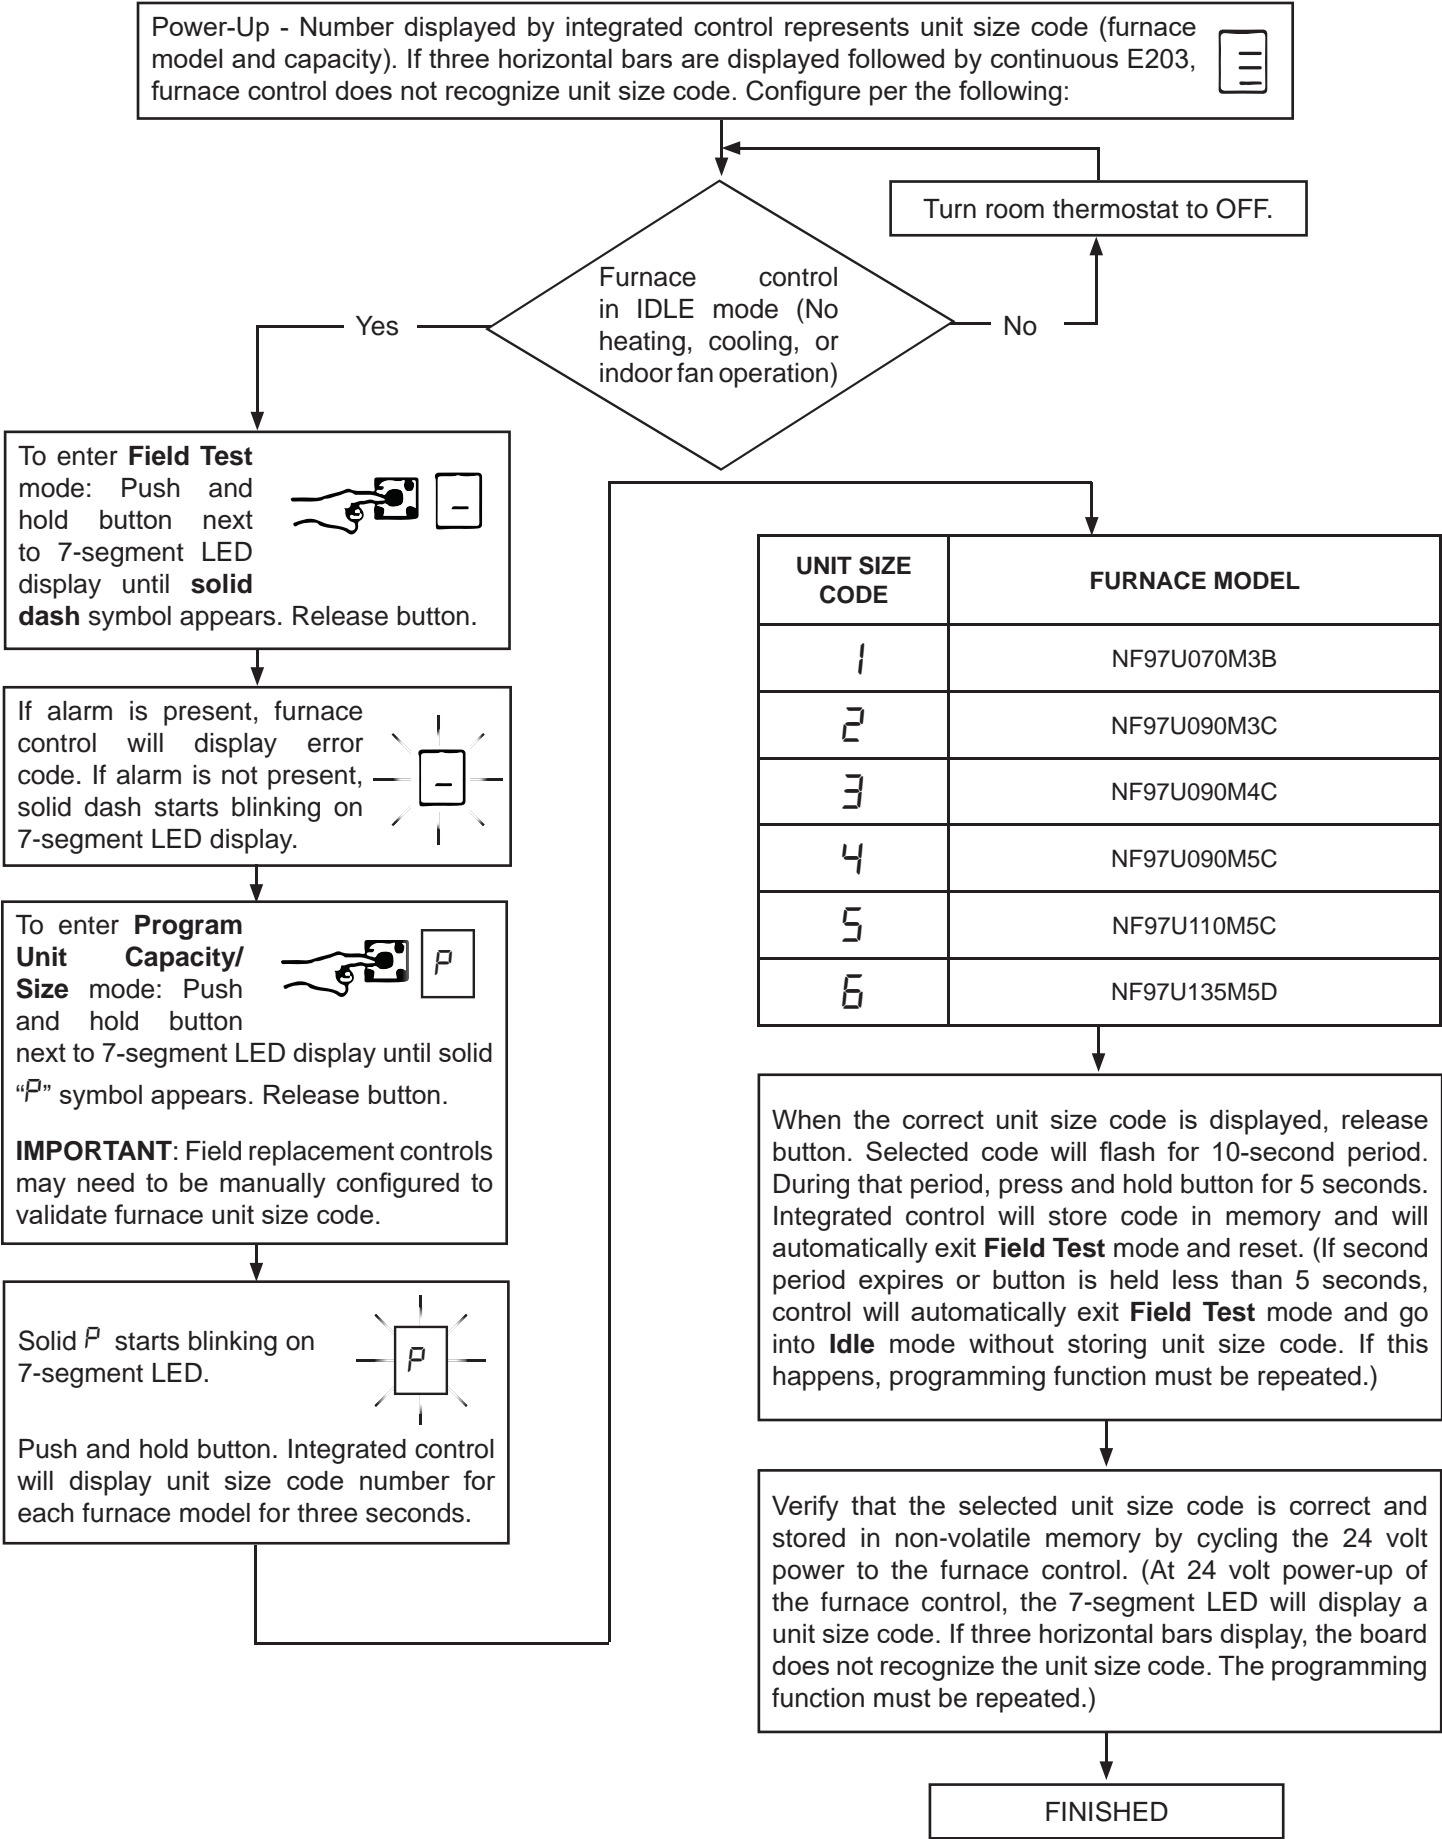 Power-Up - Number displayed by integrated control represents unit size code (furnace
model and capacity). If three horizontal bars are displayed followed by continuous E203,
furnace control does not recognize unit size code. Configure per the following:
Turn room thermostat to OFF.
Furnace control
in IDLE mode (No
heating, cooling, or
indoor fan operation)
Yes
No
To enter Field Test
mode: Push and
hold button next
to 7-segment LED
display until solid
dash symbol appears. Release button.
If alarm is present, furnace
control will display error
code. If alarm is not present,
solid dash starts blinking on
7-segment LED display.
To enter Program
Unit Capacity/
Size mode: Push
and hold button
next to 7-segment LED display until solid
“P” symbol appears. Release button.
P
IMPORTANT: Field replacement controls
may need to be manually configured to
validate furnace unit size code.
Solid P starts blinking on
7-segment LED.
P
Push and hold button. Integrated control
will display unit size code number for
each furnace model for three seconds.
UNIT SIZE
CODE
FURNACE MODEL
1 NF97U070M3B
2 NF97U090M3C
3 NF97U090M4C
4 NF97U090M5C
5 NF97U110M5C
6 NF97U135M5D
When the correct unit size code is displayed, release
button. Selected code will flash for 10-second period.
During that period, press and hold button for 5 seconds.
Integrated control will store code in memory and will
automatically exit Field Test mode and reset. (If second
period expires or button is held less than 5 seconds,
control will automatically exit Field Test mode and go
into Idle mode without storing unit size code. If this
happens, programming function must be repeated.)
Verify that the selected unit size code is correct and
stored in non-volatile memory by cycling the 24 volt
power to the furnace control. (At 24 volt power-up of
the furnace control, the 7-segment LED will display a
unit size code. If three horizontal bars display, the board
does not recognize the unit size code. The programming
function must be repeated.)
FINISHED